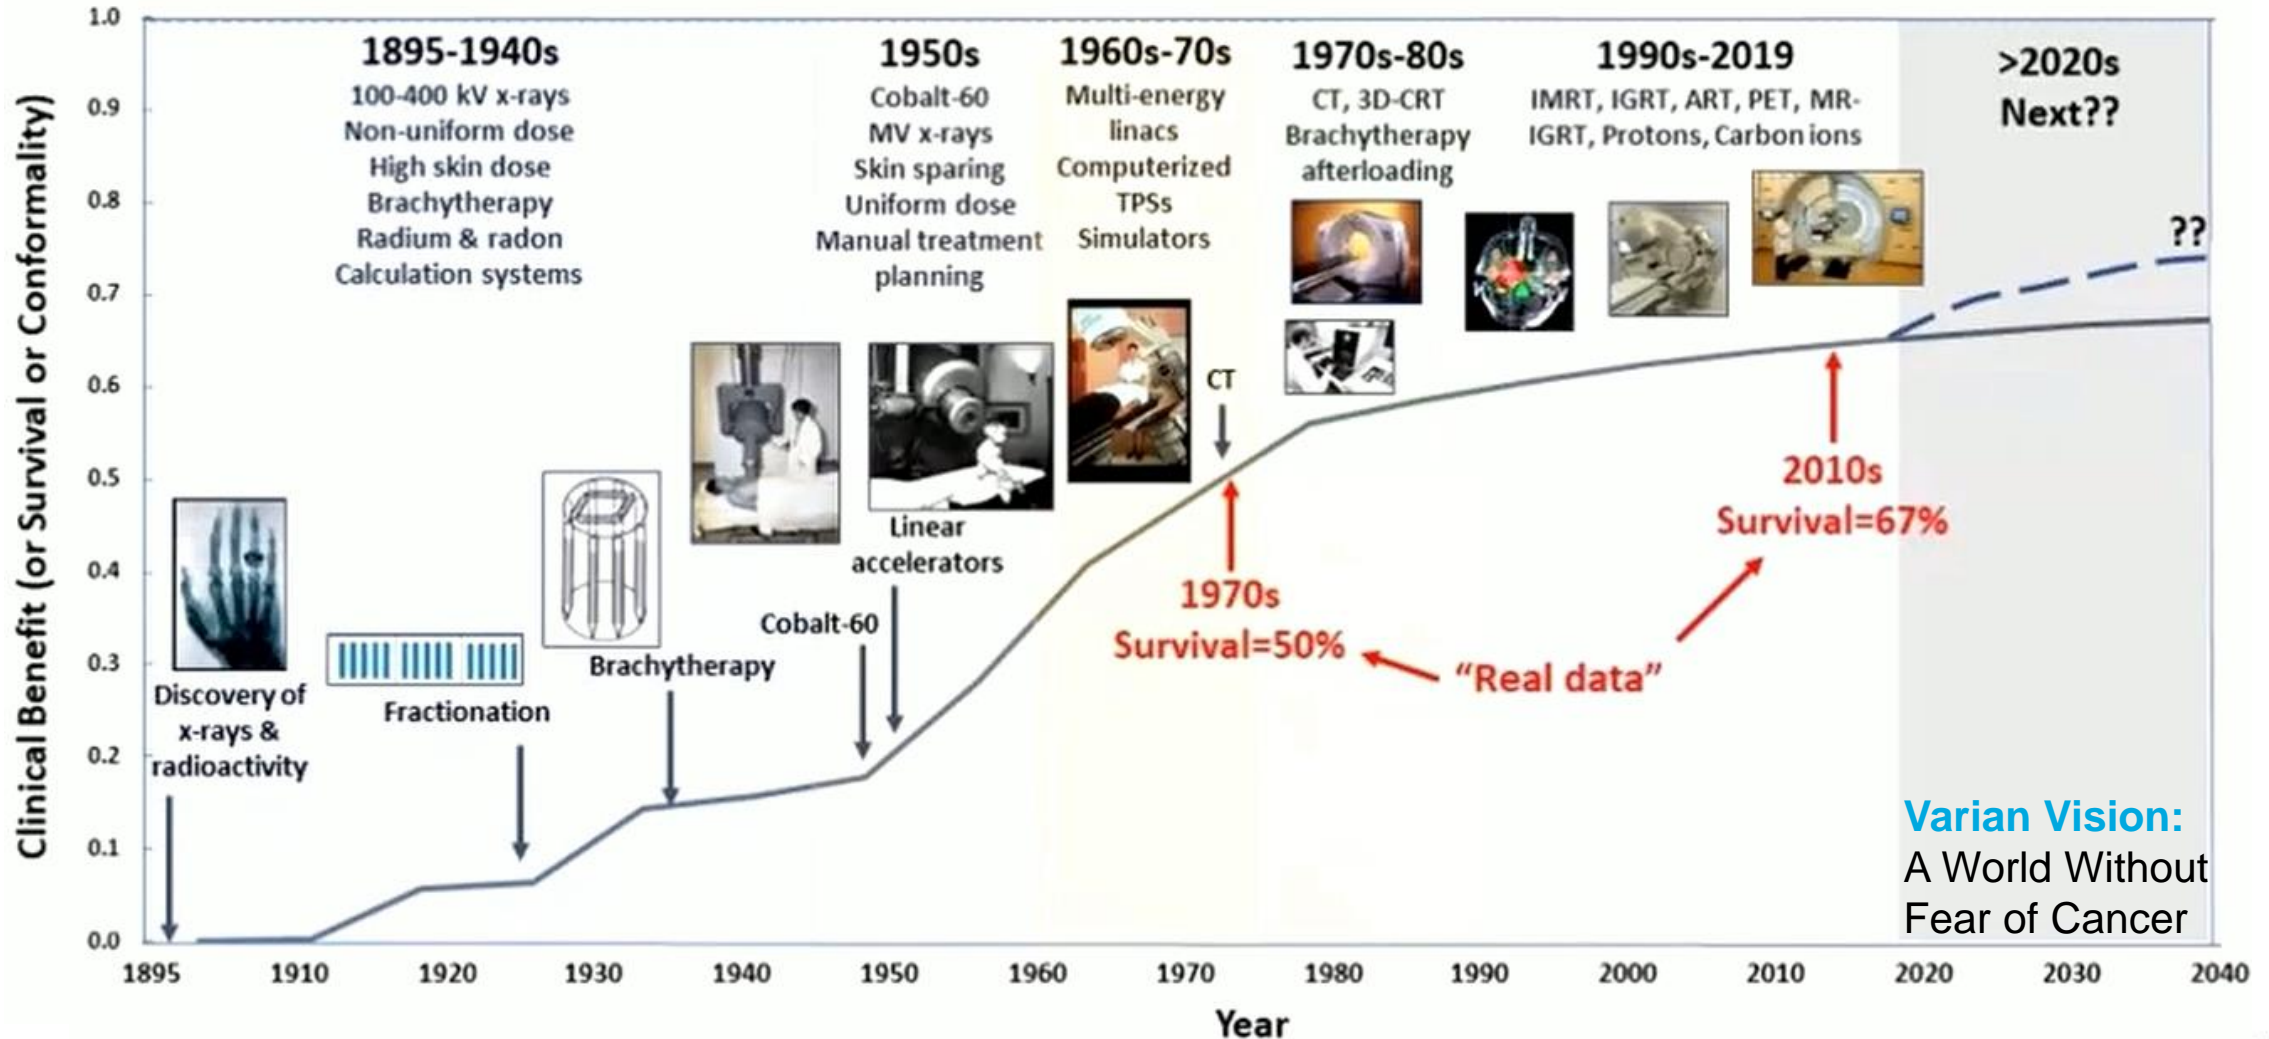 1895-1940s
100-400 kV x-rays
Non-uniform dose
High skin dose
Brachytherapy
Radium & radon
Calculation systems
1950s
Cobalt-60
MV x-rays
Skin sparing
Uniform dose
Manual treatment
planning
1960s-70s
Multi-energy
linacs
Computerized
TPSs
Simulators
1970s-80s
CT, 3D-CRT
Brachytherapy
afterloading
1990s-2019
IMRT, IGRT, ART, PET, MR-
IGRT, Protons, Carbon ions
>2020s
Next??
??
Clinical Benefit (or Survival or Conformality)
1.0
0.9
0.8
0.7
0.6
0.5
0.4
0.3
0.2
0.1
0.0
Discovery of
x-rays &
radioactivity
Fractionation
Brachytherapy
Cobalt-60
Linear
accelerators
CT
1970s
Survival=50%
"Real data"
2010s
Survival=67%
Varian Vision:
A World Without
Fear of Cancer
1895 1910 1920 1930 1940 1950 1960 1970 1980 1990 2000 2010 2020 2030 2040
Year